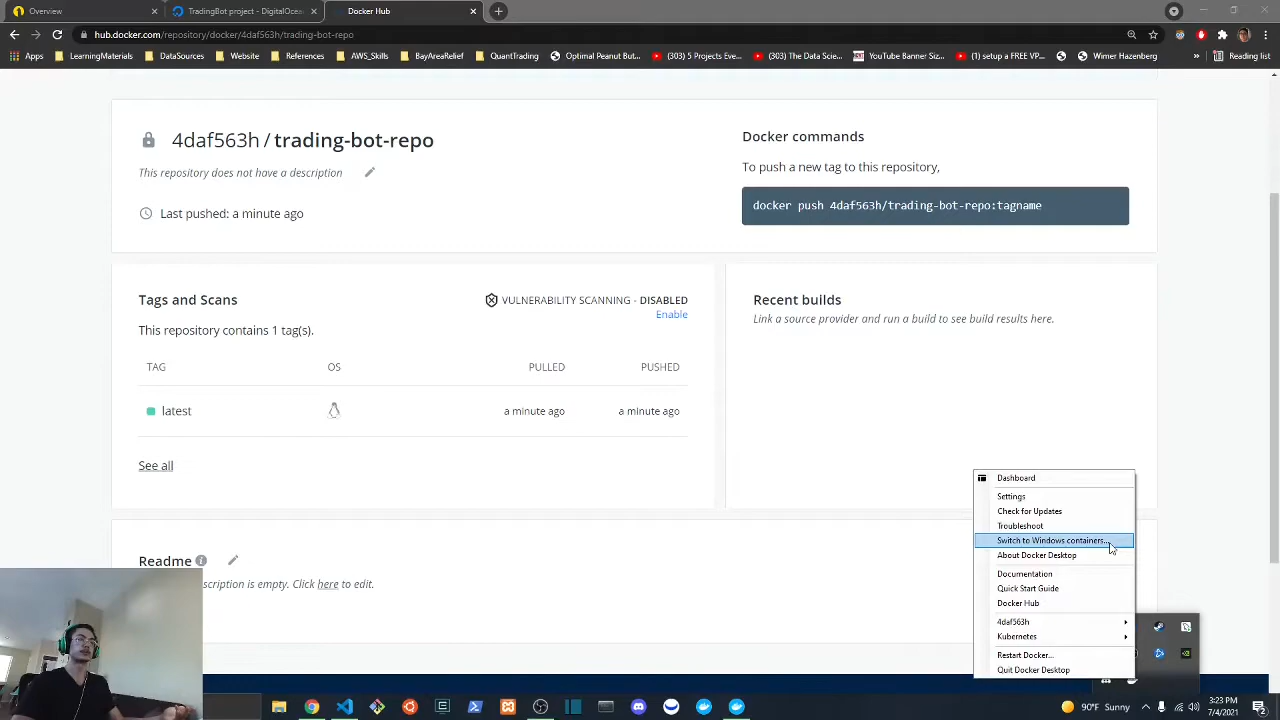 Overview
TradingBot project - DigitalOcean
Docker Hub
hub.docker.com/repository/docker/4daf563h/trading-bot-repo
Apps
LearningMaterials
DataSources
Website
References
AWS_Skills
BayAreaRelief
QuantTrading
Optimal Peanut But...
(303) 5 Projects Eve...
(303) The Data Scie...
YouTube Banner Siz...
(1) setup a FREE VP...
Wimer Hazenberg
»
Reading list
4daf563h / trading-bot-repo
This repository does not have a description
Last pushed: a minute ago
Docker commands
To push a new tag to this repository,
docker push 4daf563h/trading-bot-repo:tagname
Tags and Scans
VULNERABILITY SCANNING - DISABLED
Enable
This repository contains 1 tag(s).
TAG OS PULLED PUSHED
latest a minute ago a minute ago
See all
Recent builds
Link a source provider and run a build to see build results here.
Readme
scription is empty. Click here to edit.
Dashboard
Settings
Check for Updates
Troubleshoot
Switch to Windows containers...
About Docker Desktop
Documentation
Quick Start Guide
Docker Hub
4daf563h
Kubernetes
Restart Docker...
Quit Docker Desktop
90°F Sunny
3:23 PM
7/4/2021